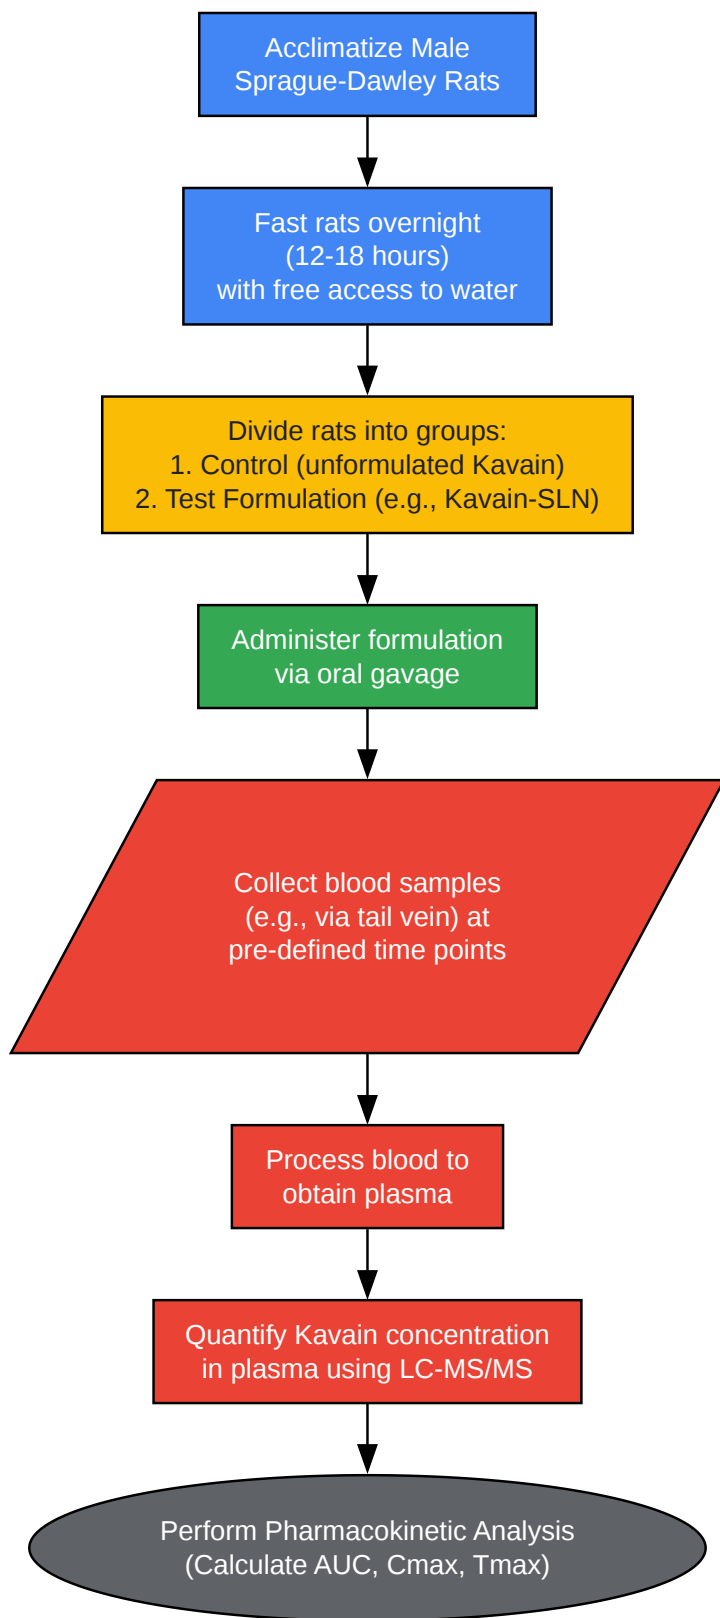 Acclimatize Male
Sprague-Dawley Rats
Fast rats overnight
(12-18 hours)
with free access to water
Divide rats into groups:
1. Control (unformulated Kavain)
2. Test Formulation (e.g., Kavain-SLN)
Administer formulation
via oral gavage
Collect blood samples
(e.g., via tail vein) at
pre-defined time points
Process blood to
obtain plasma
Quantify Kavain concentration
in plasma using LC-MS/MS
Perform Pharmacokinetic Analysis
(Calculate AUC, Cmax, Tmax)